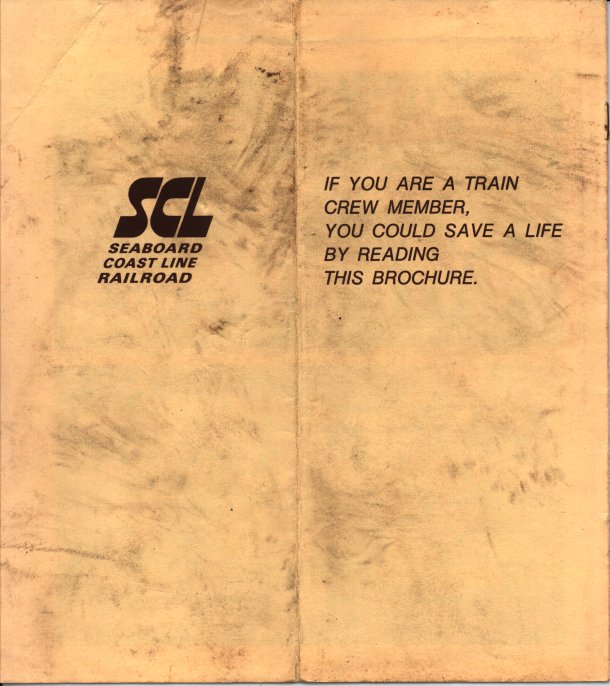 SCL
SEABOARD
COAST LINE
RAILROAD
IF YOU ARE A TRAIN
CREW MEMBER,
YOU COULD SAVE A LIFE
BY READING
THIS BROCHURE.